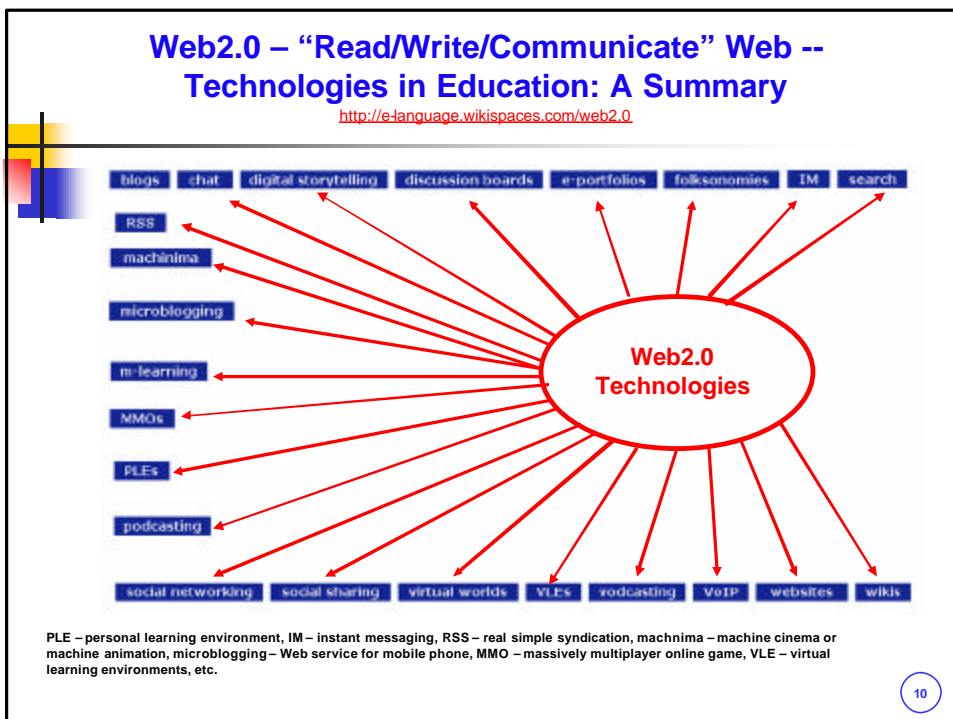 Web2.0 – “Read/Write/Communicate” Web --
Technologies in Education: A Summary
http://e-language.wikispaces.com/web2.0
blogs chat digital storytelling discussion boards e-portfolios folksonomies IM search
RSS
machinima
microblogging
Web2.0
Technologies
m-learning
MMOs
PLEs
podcasting
social networking social sharing virtual worlds VLEs vodcasting VoIP websites wikis
PLE – personal learning environment, IM – instant messaging, RSS – real simple syndication, machnima – machine cinema or
machine animation, microblogging – Web service for mobile phone, MMO – massively multiplayer online game, VLE – virtual
learning environments, etc.
10